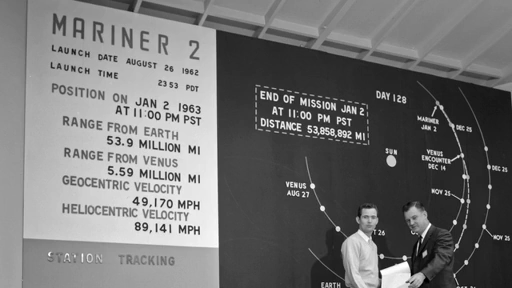 MARINER 2
LAUNCH DATE AUGUST 26 1962
LAUNCH TIME 23 53 PDT
POSITION ON JAN 2 1963
AT 11:00 PM PST
RANGE FROM EARTH
53.9 MILLION MI
RANGE FROM VENUS
5.59 MILLION MI
GEOCENTRIC VELOCITY
49,170 MPH
HELIOCENTRIC VELOCITY
89,141 MPH
STATION TRACKING
END OF MISSION JAN 2
AT 11:00 PM PST
DISTANCE 53,858,892 MI
DAY 128
SUN
MARINER
JAN 2
DEC 25
VENUS
ENCOUNTER
DEC 14
DEC 25
NOV 25
NOV 25
VENUS
AUG 27
EARTH